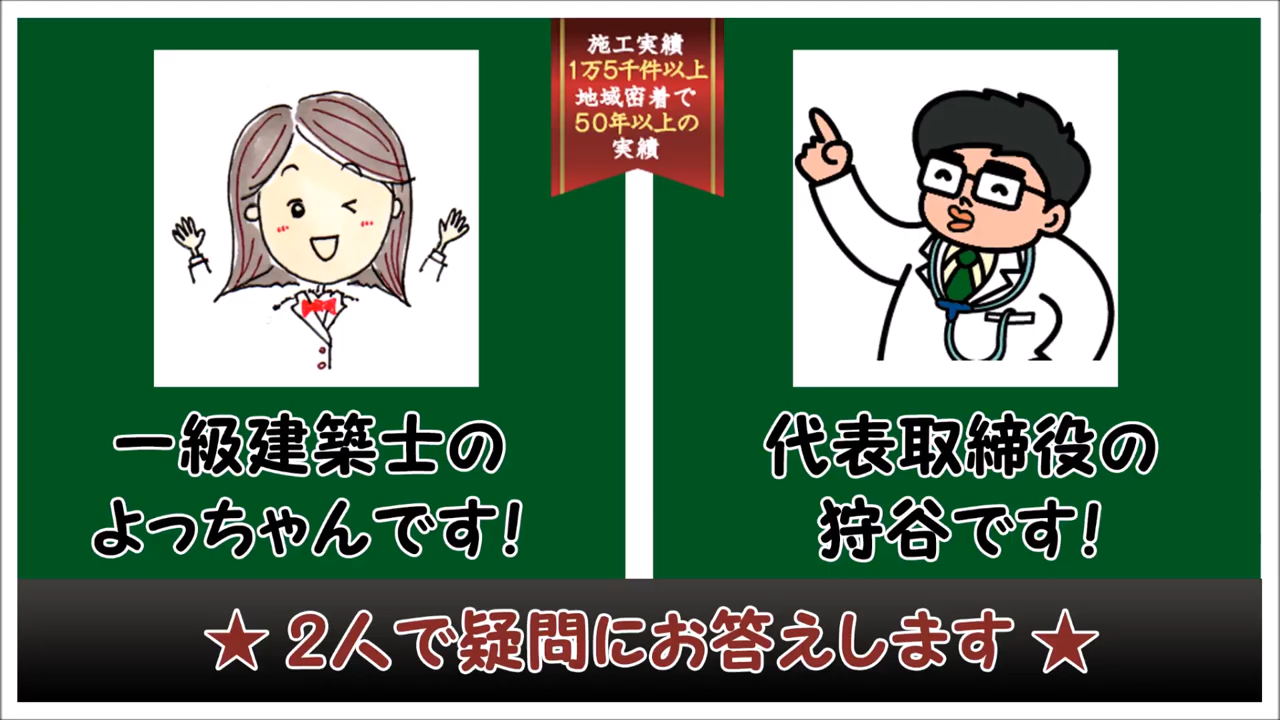 施工実績
1万5千件以上
地域密着で
50年以上の
実績
一級建築士の
よっちゃんです!
代表取締役の
狩谷です!
★ 2人で疑問にお答えします ★